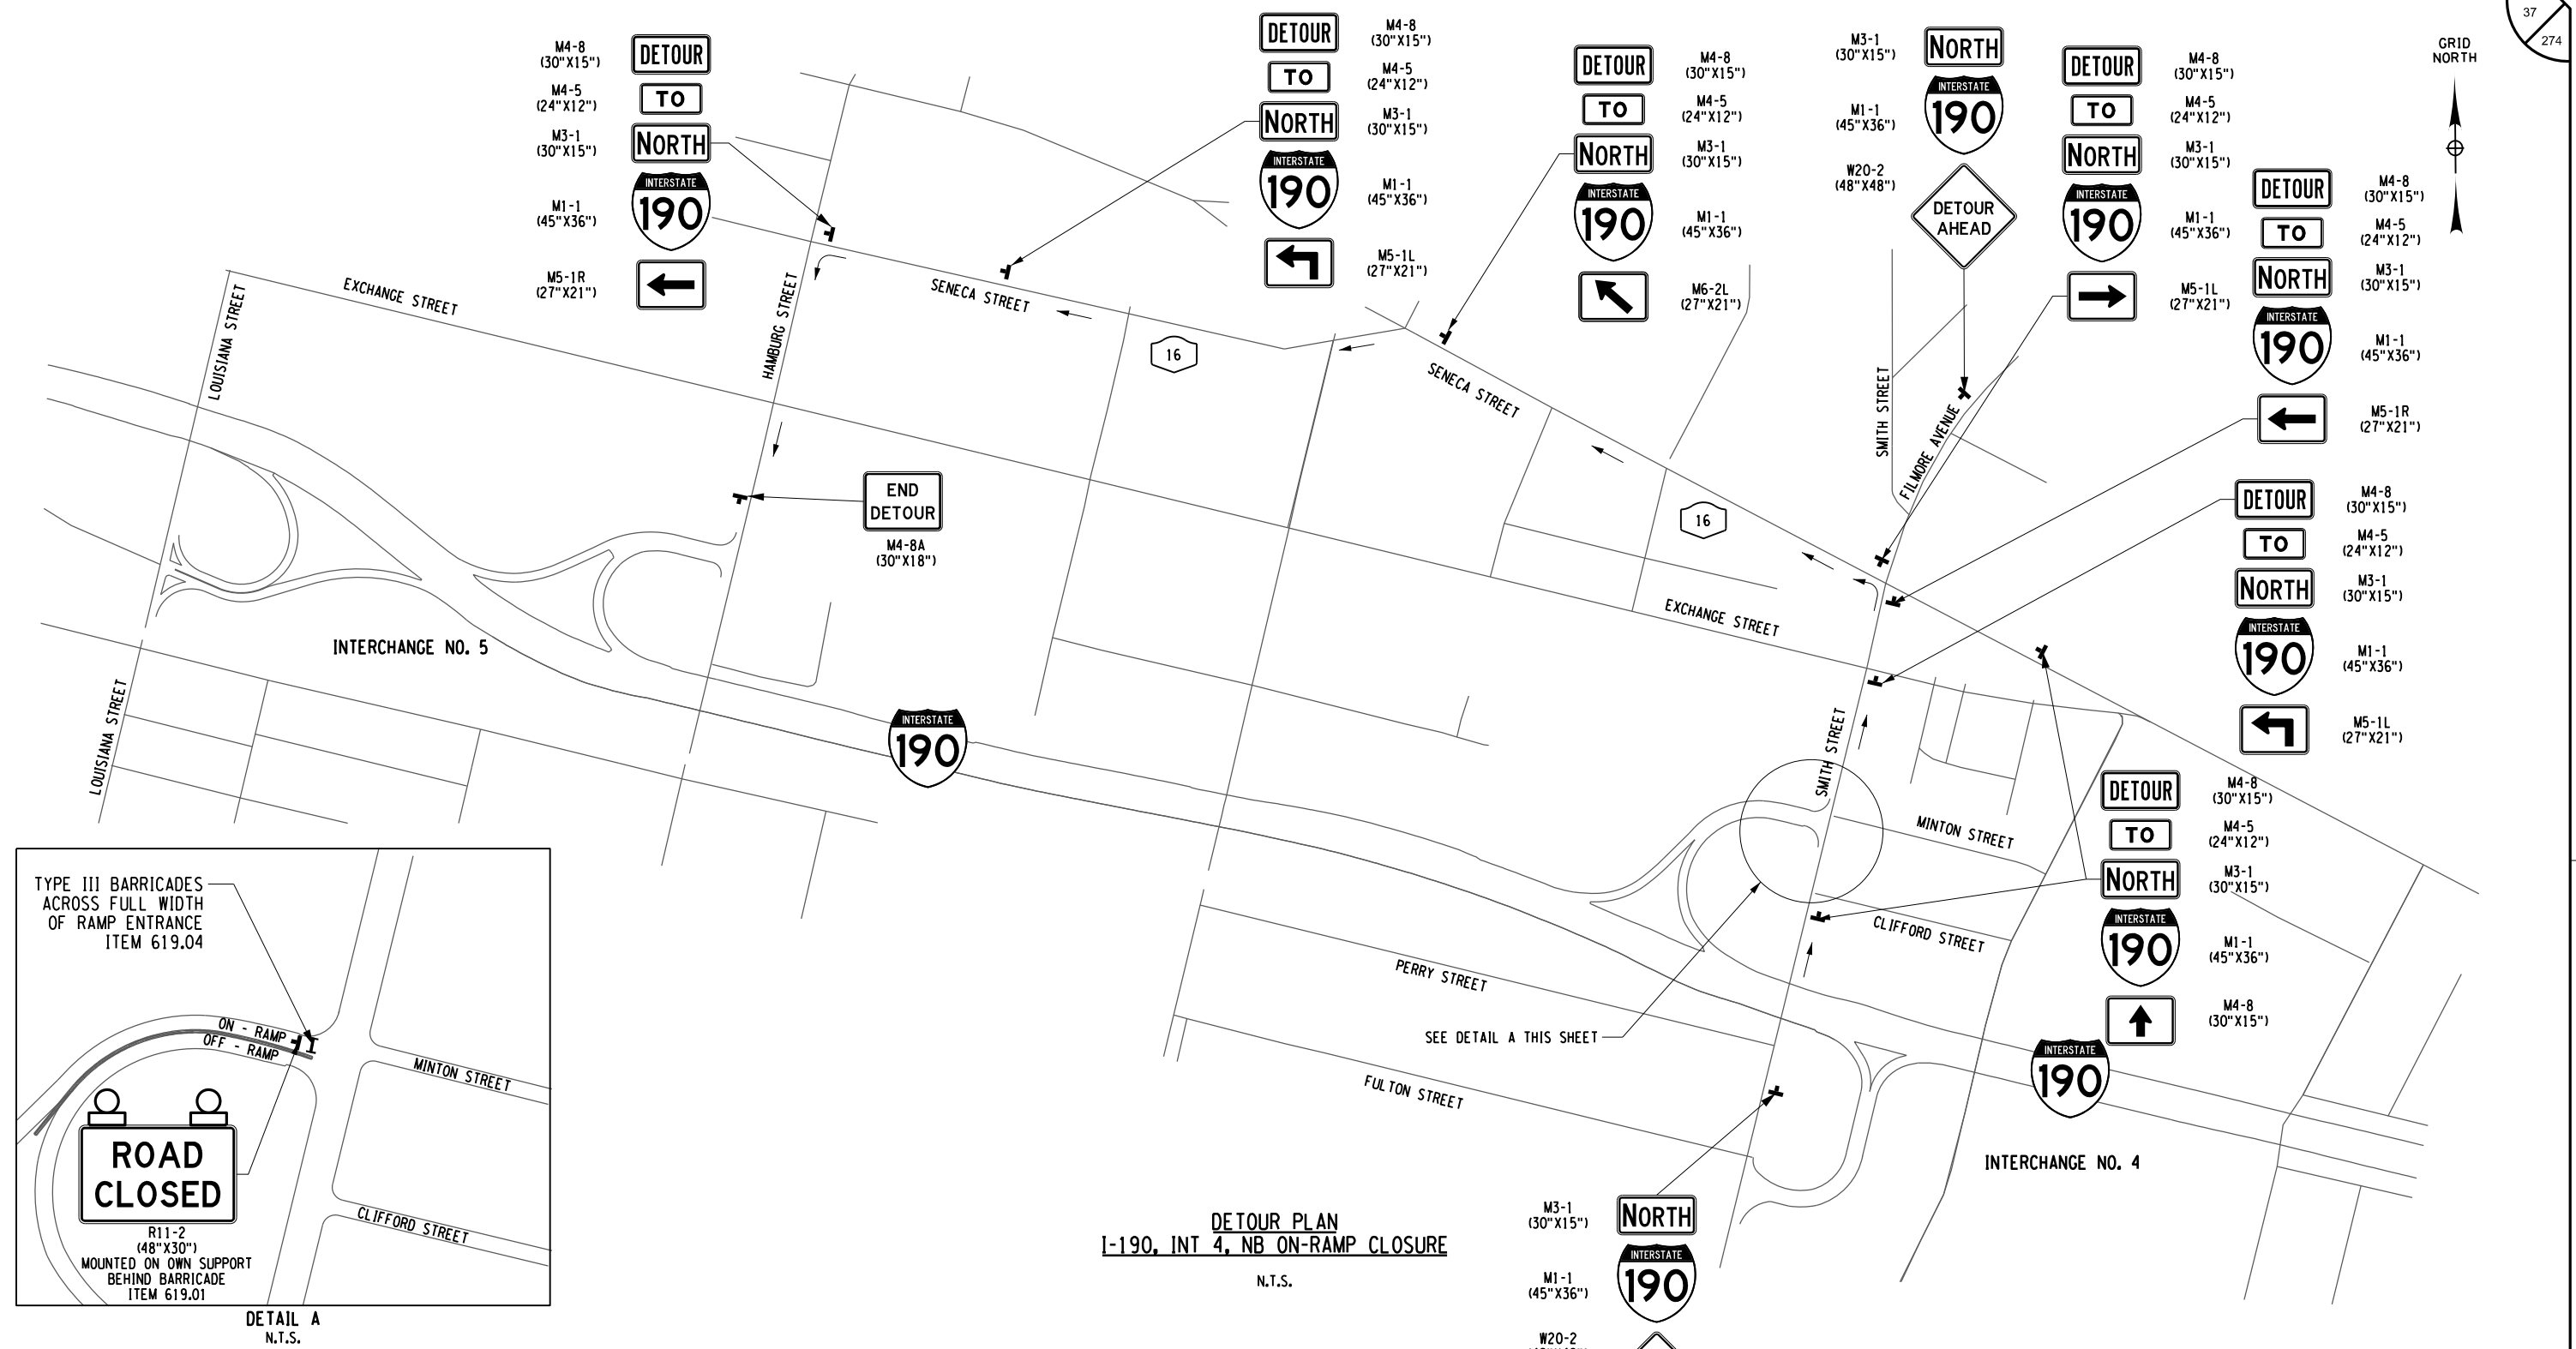 37
274
GRID
NORTH
M4-8
(30"X15")
DETOUR
M4-5
(24"X12")
TO
M3-1
(30"X15")
NORTH
M1-1
(45"X36")
INTERSTATE
190
M5-1R
(27"X21")
DETOUR
M4-8
(30"X15")
TO
M4-5
(24"X12")
NORTH
M3-1
(30"X15")
INTERSTATE
190
M1-1
(45"X36")
M5-1L
(27"X21")
DETOUR
M4-8
(30"X15")
TO
M4-5
(24"X12")
NORTH
M3-1
(30"X15")
INTERSTATE
190
M1-1
(45"X36")
M6-2L
(27"X21")
M3-1
(30"X15")
NORTH
M1-1
(45"X36")
INTERSTATE
190
W20-2
(48"X48")
DETOUR
AHEAD
DETOUR
M4-8
(30"X15")
TO
M4-5
(24"X12")
NORTH
M3-1
(30"X15")
INTERSTATE
190
M1-1
(45"X36")
M5-1L
(27"X21")
DETOUR
M4-8
(30"X15")
TO
M4-5
(24"X12")
NORTH
M3-1
(30"X15")
INTERSTATE
190
M1-1
(45"X36")
M5-1R
(27"X21")
DETOUR
M4-8
(30"X15")
TO
M4-5
(24"X12")
NORTH
M3-1
(30"X15")
INTERSTATE
190
M1-1
(45"X36")
M5-1L
(27"X21")
DETOUR
M4-8
(30"X15")
TO
M4-5
(24"X12")
NORTH
M3-1
(30"X15")
INTERSTATE
190
M1-1
(45"X36")
M4-8
(30"X15")
LOUISIANA STREET
EXCHANGE STREET
HAMBURG STREET
SENECA STREET
16
SENECA STREET
SMITH STREET
FILMORE AVENUE
16
END
DETOUR
M4-8A
(30"X18")
EXCHANGE STREET
INTERCHANGE NO. 5
LOUISIANA STREET
INTERSTATE
190
SMITH STREET
MINTON STREET
CLIFFORD STREET
PERRY STREET
SEE DETAIL A THIS SHEET
FULTON STREET
INTERSTATE
190
INTERCHANGE NO. 4
TYPE III BARRICADES
ACROSS FULL WIDTH
OF RAMP ENTRANCE
ITEM 619.04
ON - RAMP
OFF - RAMP
MINTON STREET
ROAD
CLOSED
CLIFFORD STREET
R11-2
(48"X30")
MOUNTED ON OWN SUPPORT
BEHIND BARRICADE
ITEM 619.01
DETAIL A
N.T.S.
DETOUR PLAN
I-190, INT 4, NB ON-RAMP CLOSURE
N.T.S.
M3-1
(30"X15")
NORTH
M1-1
(45"X36")
INTERSTATE
190
W20-2